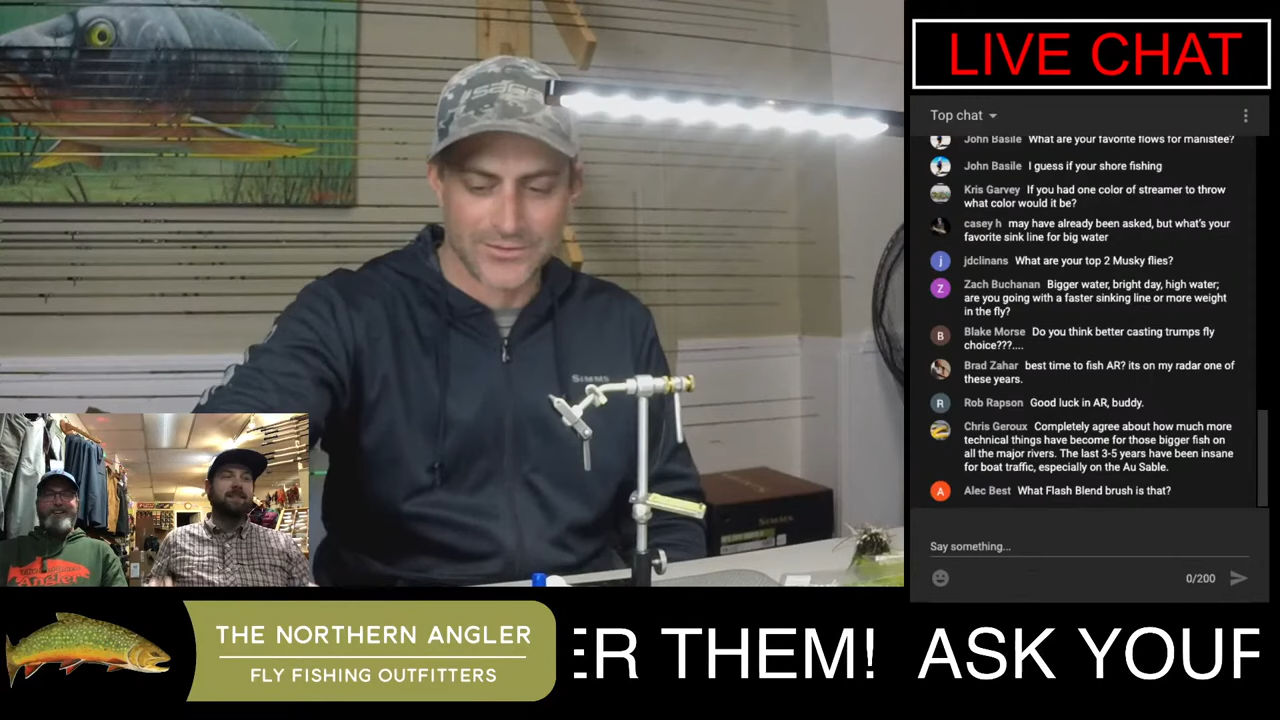 LIVE CHAT
Top chat
John Basile What are your favorite flows for manistee?
John Basile I guess if your shore fishing
Kris Garvey If you had one color of streamer to throw
what color would it be?
casey h may have already been asked, but what's your
favorite sink line for big water
j
jdclinans What are your top 2 Musky flies?
Z
Zach Buchanan Bigger water, bright day, high water;
are you going with a faster sinking line or more weight
in the fly?
B
Blake Morse Do you think better casting trumps fly
choice???....
Brad Zahar best time to fish AR? its on my radar one of
these years.
R
Rob Rapson Good luck in AR, buddy.
Chris Geroux Completely agree about how much more
technical things have become for those bigger fish on
all the major rivers. The last 3-5 years have been insane
for boat traffic, especially on the Au Sable.
A
Alec Best What Flash Blend brush is that?
Say something...
0/200
sage
SIMMS
SIMMS
Angler
THE NORTHERN ANGLER
FLY FISHING OUTFITTERS
ER THEM! ASK YOUR